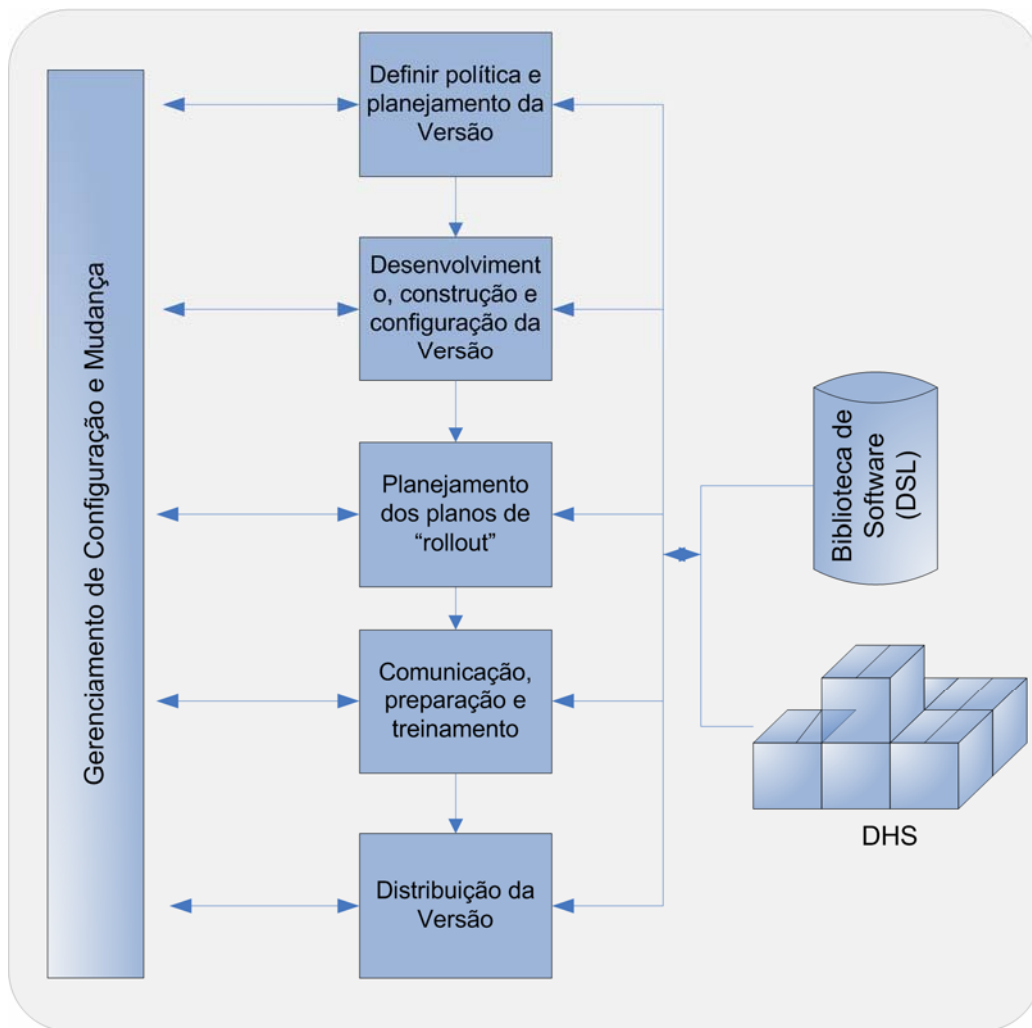 Gerenciamento de Configuração e Mudança
Definir política e
planejamento da
Versão
Desenvolviment
o, construção e
configuração da
Versão
Planejamento
dos planos de
“rollout”
Comunicação,
preparação e
treinamento
Distribuição da
Versão
Biblioteca de
Software
(DSL)
DHS